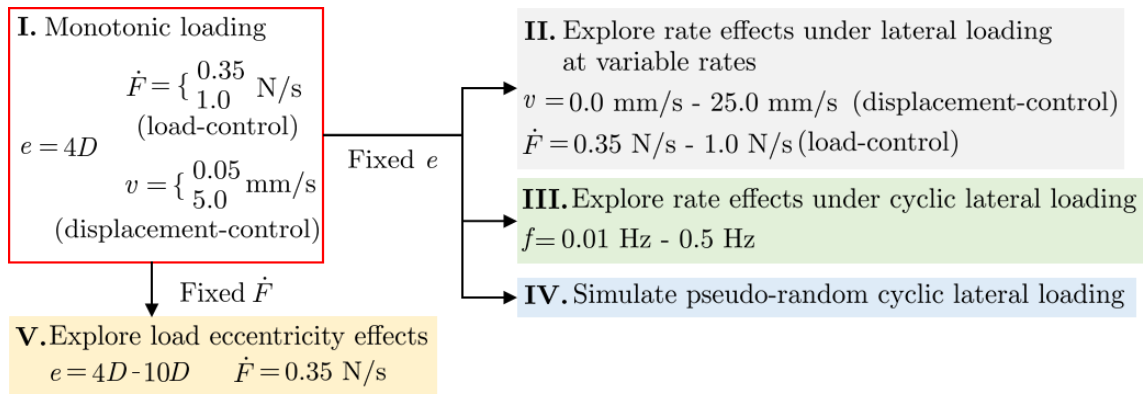 I. Monotonic loading
Ḟ = { 0.35 1.0 N/s
(load-control)
e = 4D
v = { 0.05 5.0 mm/s
(displacement-control)
Fixed e
Fixed Ḟ
II. Explore rate effects under lateral loading
at variable rates
v = 0.0 mm/s - 25.0 mm/s (displacement-control)
Ḟ = 0.35 N/s - 1.0 N/s (load-control)
III. Explore rate effects under cyclic lateral loading
f = 0.01 Hz - 0.5 Hz
IV. Simulate pseudo-random cyclic lateral loading
V. Explore load eccentricity effects
e = 4D - 10D Ḟ = 0.35 N/s